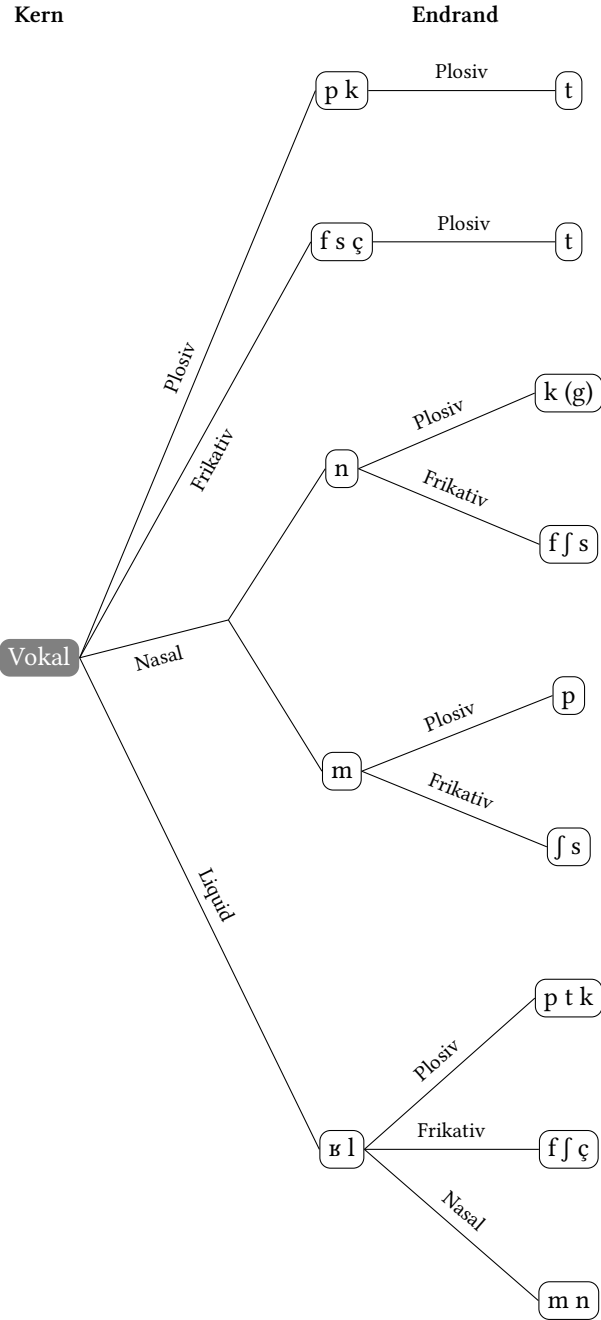 Kern Endrand
Plosiv
p k t
Plosiv
f s ç t
Plosiv
k (g)
Plosiv
Frikativ
n
Frikativ
f ʃ s
Vokal
Nasal
p
Plosiv
m
Frikativ
ʃ s
Liquid
p t k
Plosiv
Frikativ
ʁ l f ʃ ç
Nasal
m n